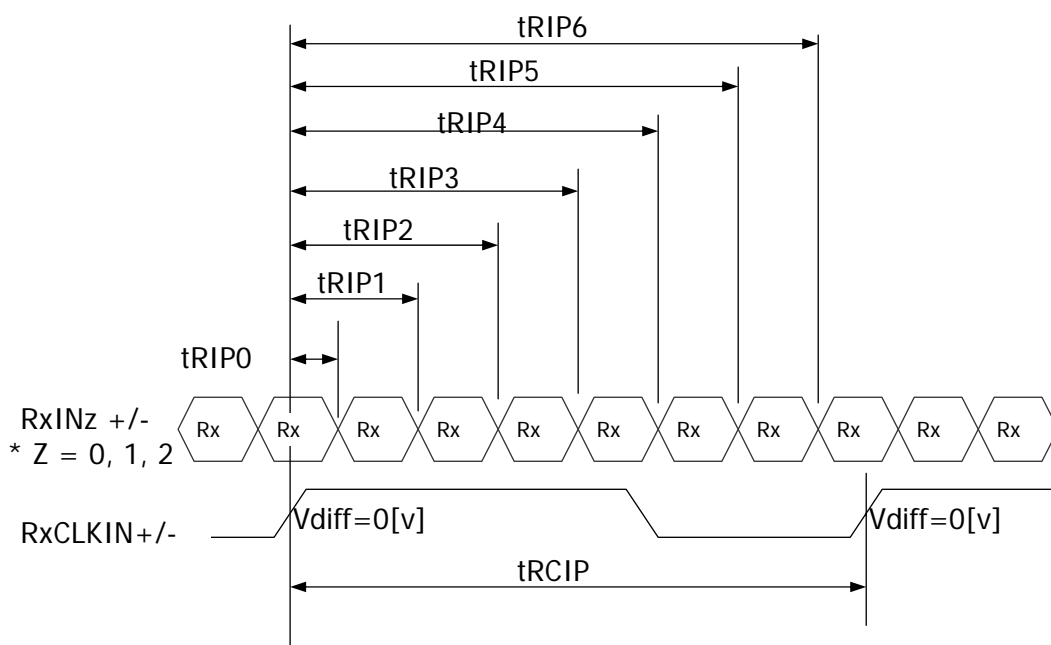 tRIP6
tRIP5
tRIP4
tRIP3
tRIP2
tRIP1
tRIP0
RxINz +/-
* Z = 0, 1, 2
Rx Rx Rx Rx Rx Rx Rx Rx Rx Rx Rx
RxCLKIN+/-
Vdiff=0[v] Vdiff=0[v]
tRCIP